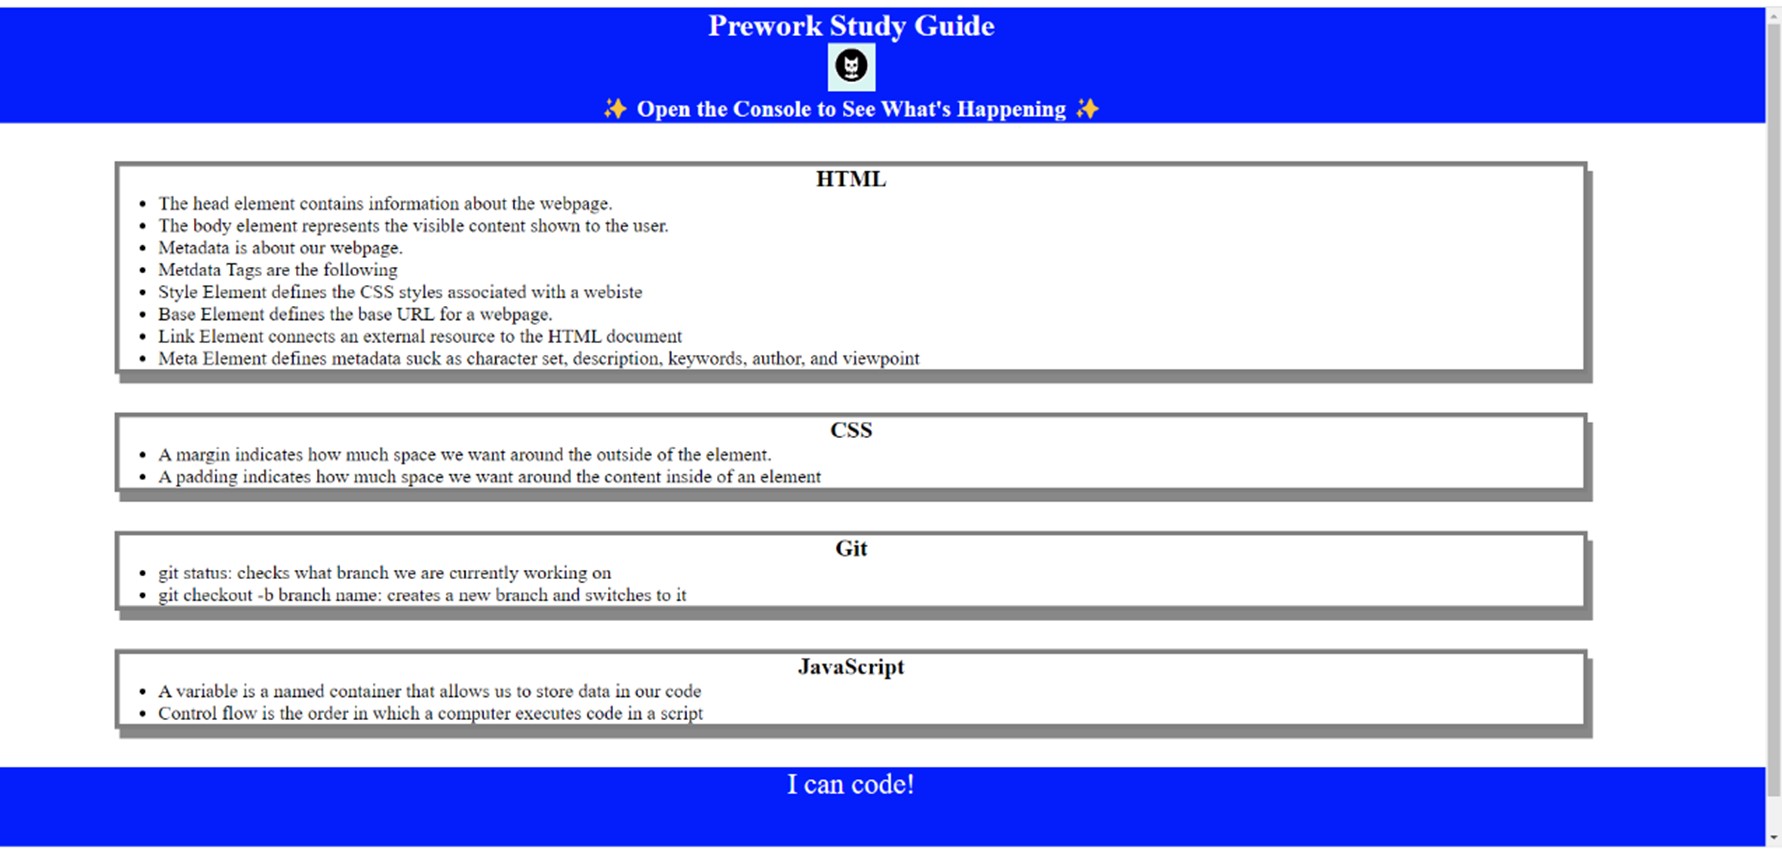 Prework Study Guide
✨ Open the Console to See What's Happening ✨
HTML
• The head element contains information about the webpage.
• The body element represents the visible content shown to the user.
• Metadata is about our webpage.
• Metdata Tags are the following
• Style Element defines the CSS styles associated with a webiste
• Base Element defines the base URL for a webpage.
• Link Element connects an external resource to the HTML document
• Meta Element defines metadata suck as character set, description, keywords, author, and viewpoint
CSS
• A margin indicates how much space we want around the outside of the element.
• A padding indicates how much space we want around the content inside of an element
Git
• git status: checks what branch we are currently working on
• git checkout -b branch name: creates a new branch and switches to it
JavaScript
• A variable is a named container that allows us to store data in our code
• Control flow is the order in which a computer executes code in a script
I can code!